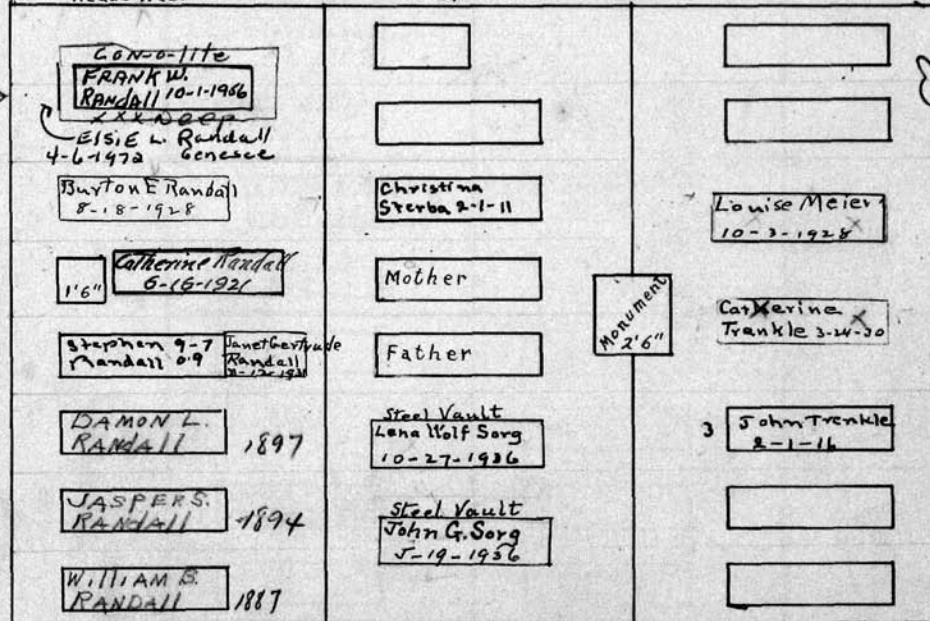 Con-o-lite
FRANK W.
RANDALL 10-1-1956
XXX Deep
ElSiE L. Randall
4-6-1972 Genesee
Burton E Randall
8-18-1928
1'6"
Catherine Randall
6-16-1921
Stephen 9-7
Randall 09
Janet Gertrude
Randall
DAMON L.
RANDALL 1897
JASPER S.
RANDALL 1894
William B.
RANDALL 1887
Christina
Sterba 2-1-11
Mother
Father
Steel Vault
Lena Wolf Sorg
10-27-1936
Steel Vault
John G. Sorg
5-19-1956
Monument
2'6"
Louise Meier
10-3-1928
Catherine
Trankle 3-24-30
3
John Trenkle
2-1-16